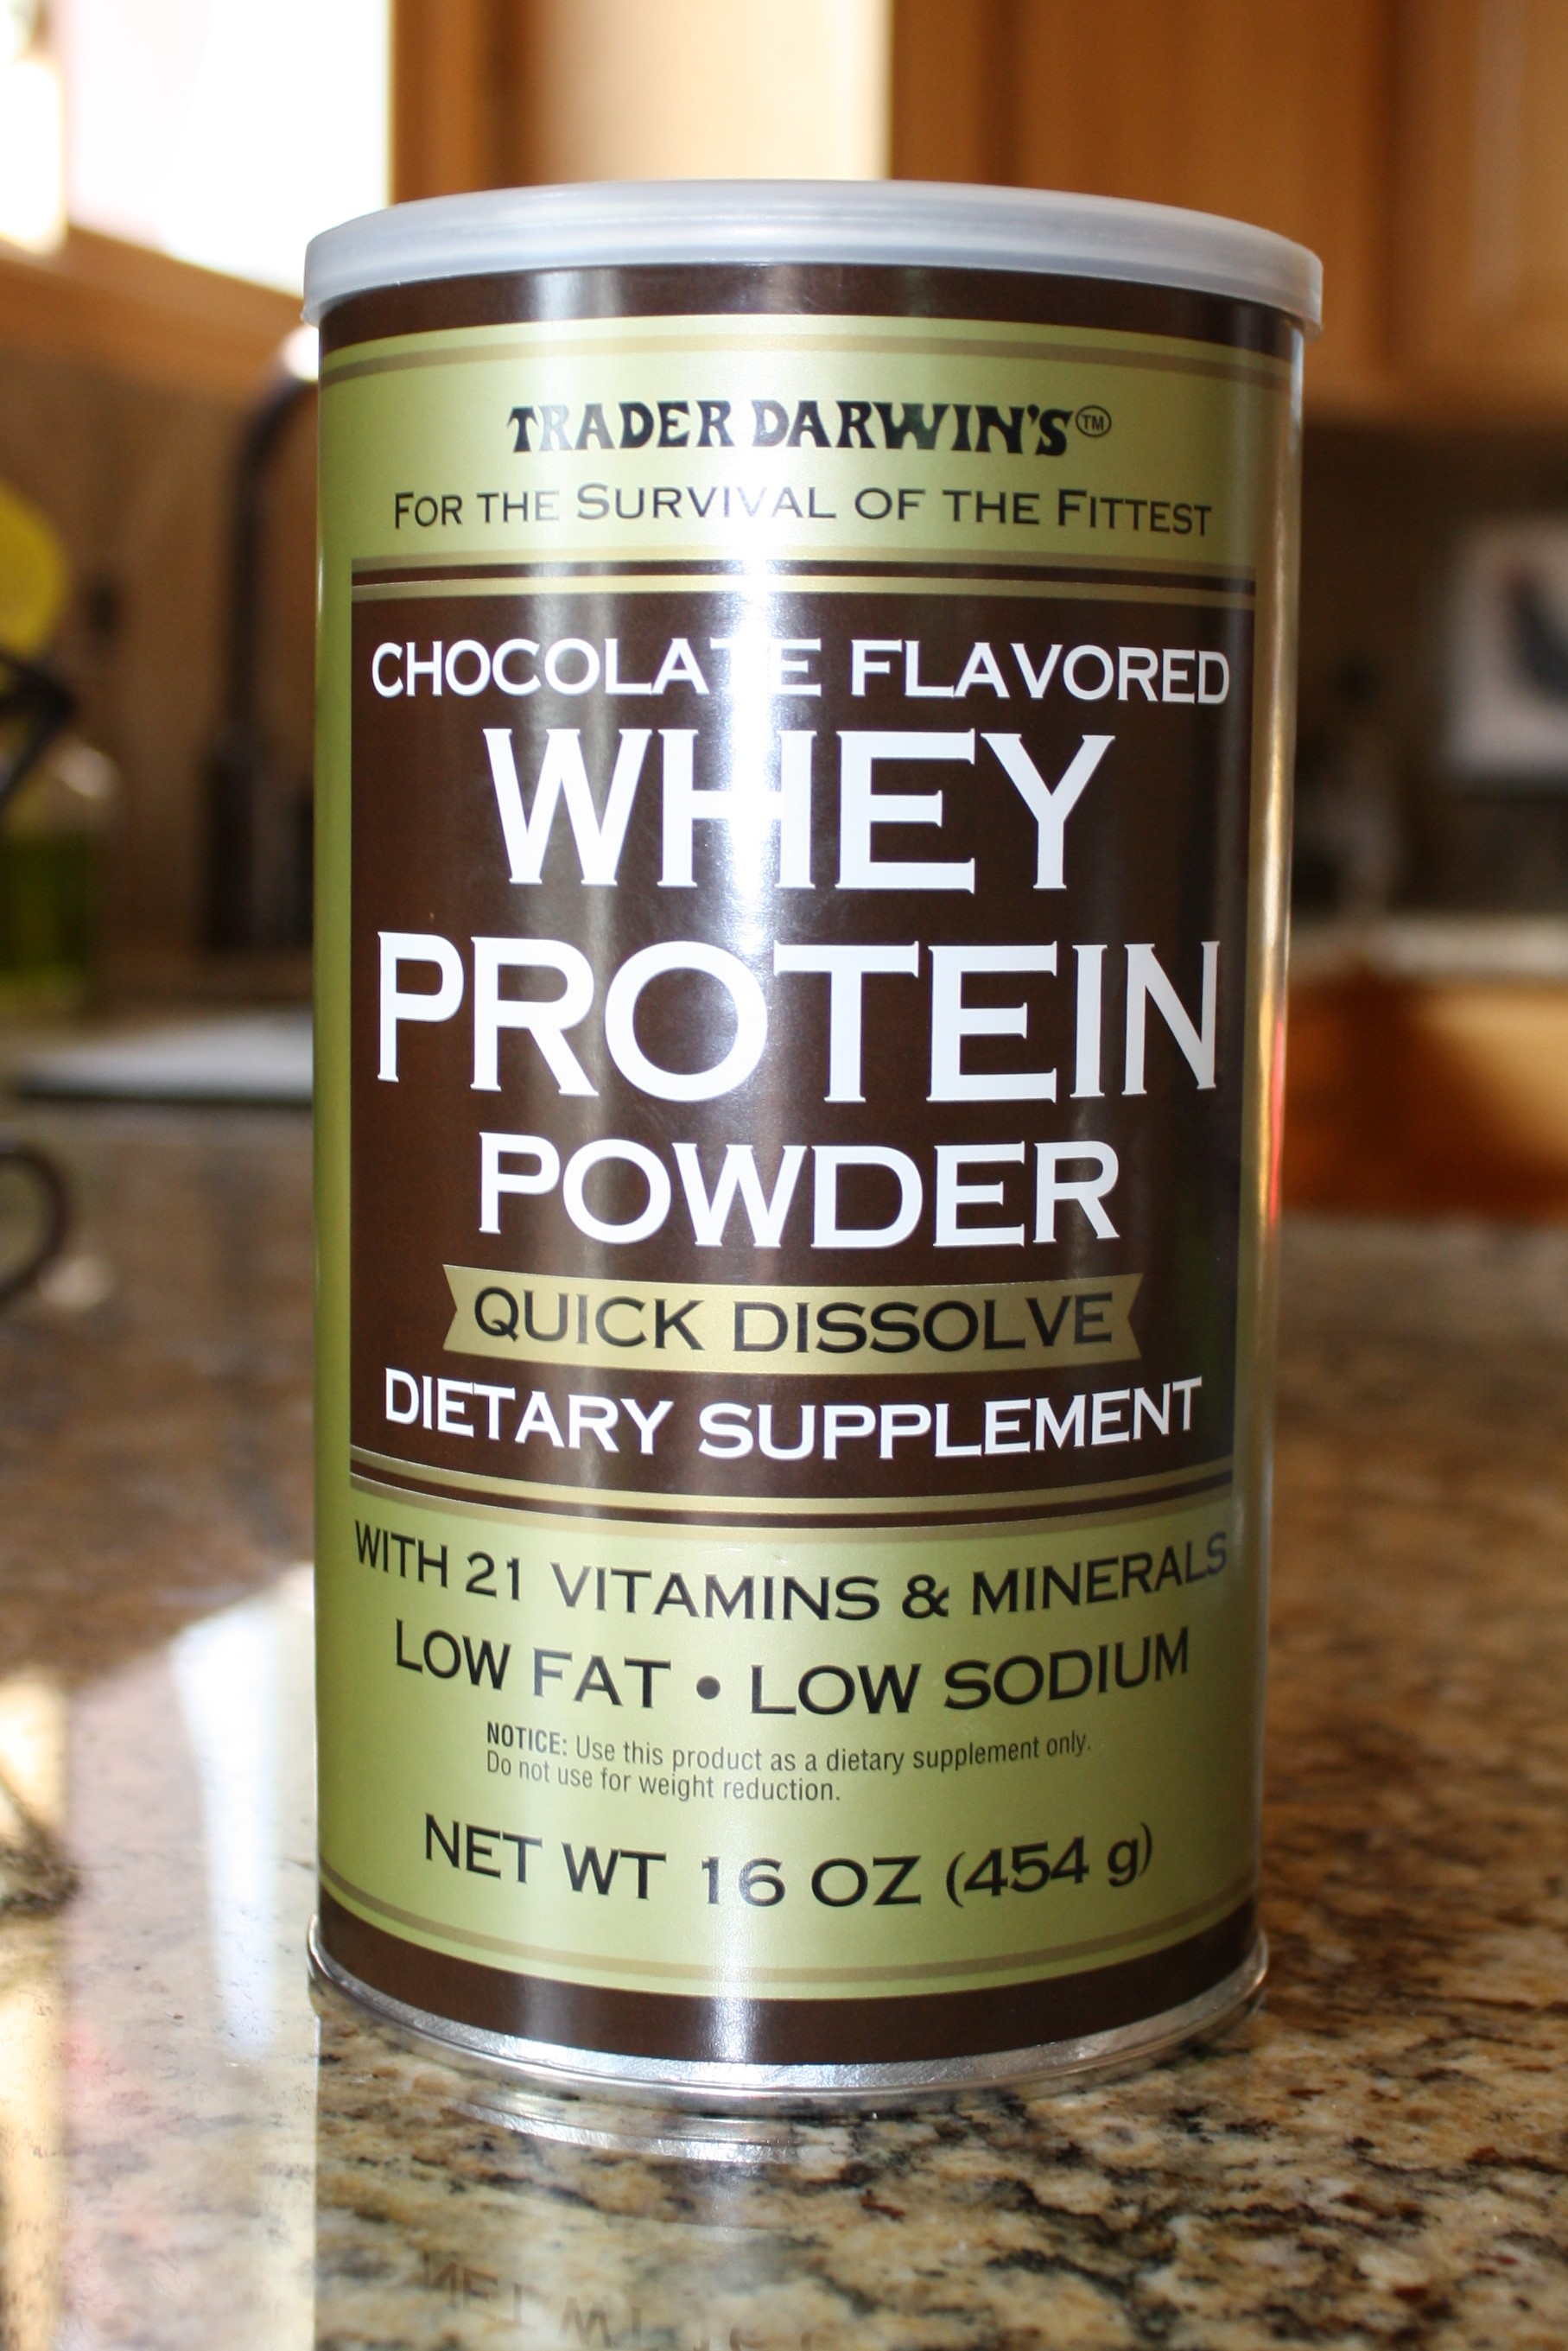 TRADER DARWIN'S™
FOR THE SURVIVAL OF THE FITTEST
CHOCOLATE FLAVORED
WHEY
PROTEIN
POWDER
QUICK DISSOLVE
DIETARY SUPPLEMENT
WITH 21 VITAMINS & MINERALS
LOW FAT • LOW SODIUM
NOTICE: Use this product as a dietary supplement only.
Do not use for weight reduction.
NET WT 16 OZ (454 g)